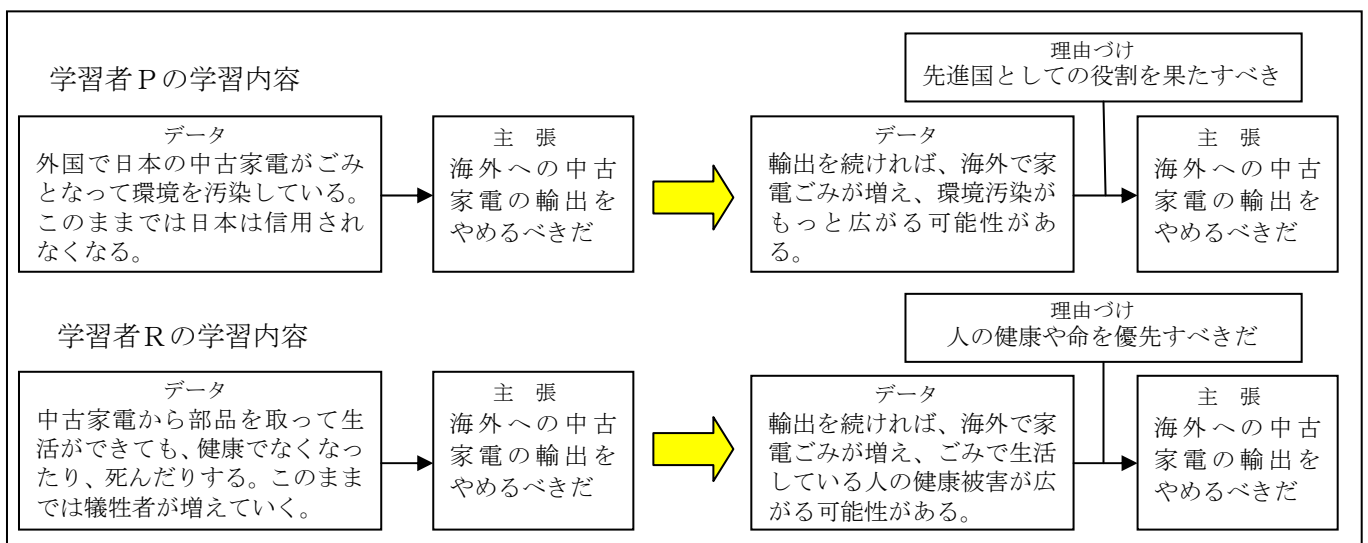 学習者Pの学習内容
データ
外国で日本の中古家電がごみ
となって環境を汚染している。
このままでは日本は信用され
なくなる。
主 張
海外への中古
家電の輸出を
やめるべきだ
理由づけ
先進国としての役割を果たすべき
データ
輸出を続ければ、海外で家
電ごみが増え、環境汚染が
もっと広がる可能性があ
る。
主 張
海外への中古
家電の輸出を
やめるべきだ
学習者Rの学習内容
データ
中古家電から部品を取って生
活ができても、健康でなくなっ
たり、死んだりする。このまま
では犠牲者が増えていく。
主 張
海外への中古
家電の輸出を
やめるべきだ
理由づけ
人の健康や命を優先すべきだ
データ
輸出を続ければ、海外で家
電ごみが増え、ごみで生活
している人の健康被害が広
がる可能性がある。
主 張
海外への中古
家電の輸出を
やめるべきだ